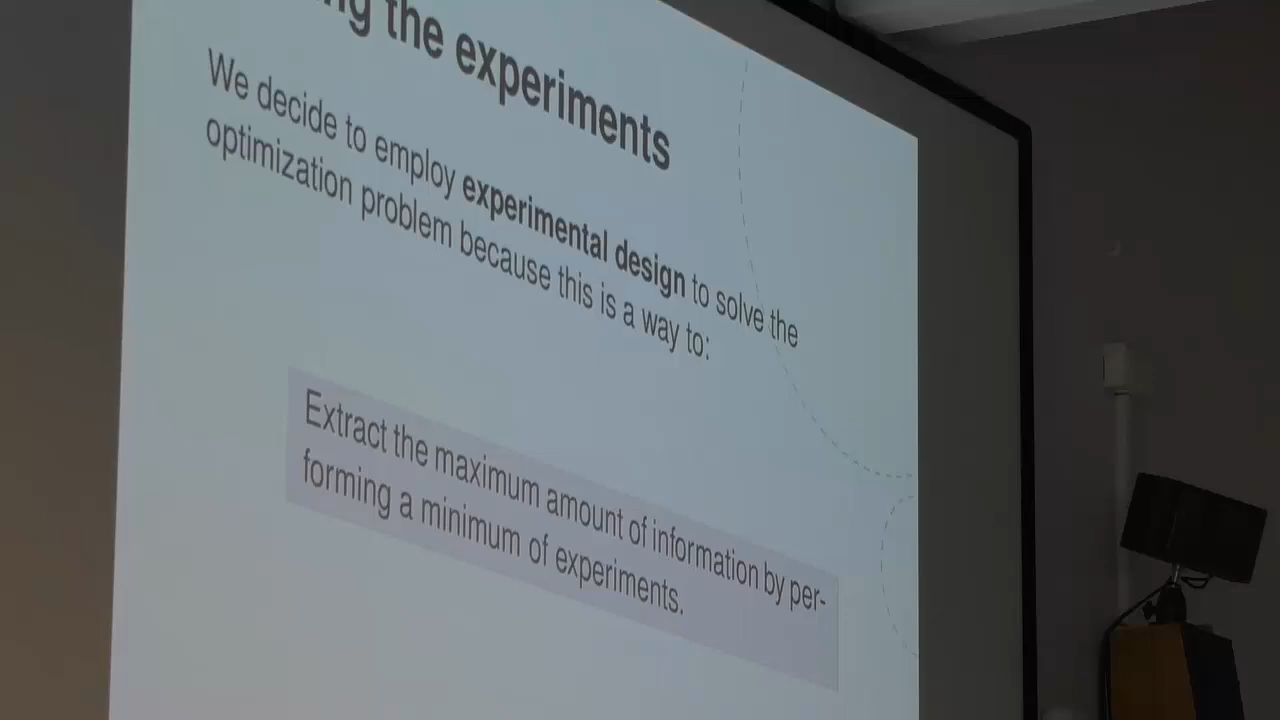 the experiments
We decide to employ experimental design to solve the
optimization problem because this is a way to:
Extract the maximum amount of information by per-
forming a minimum of experiments.